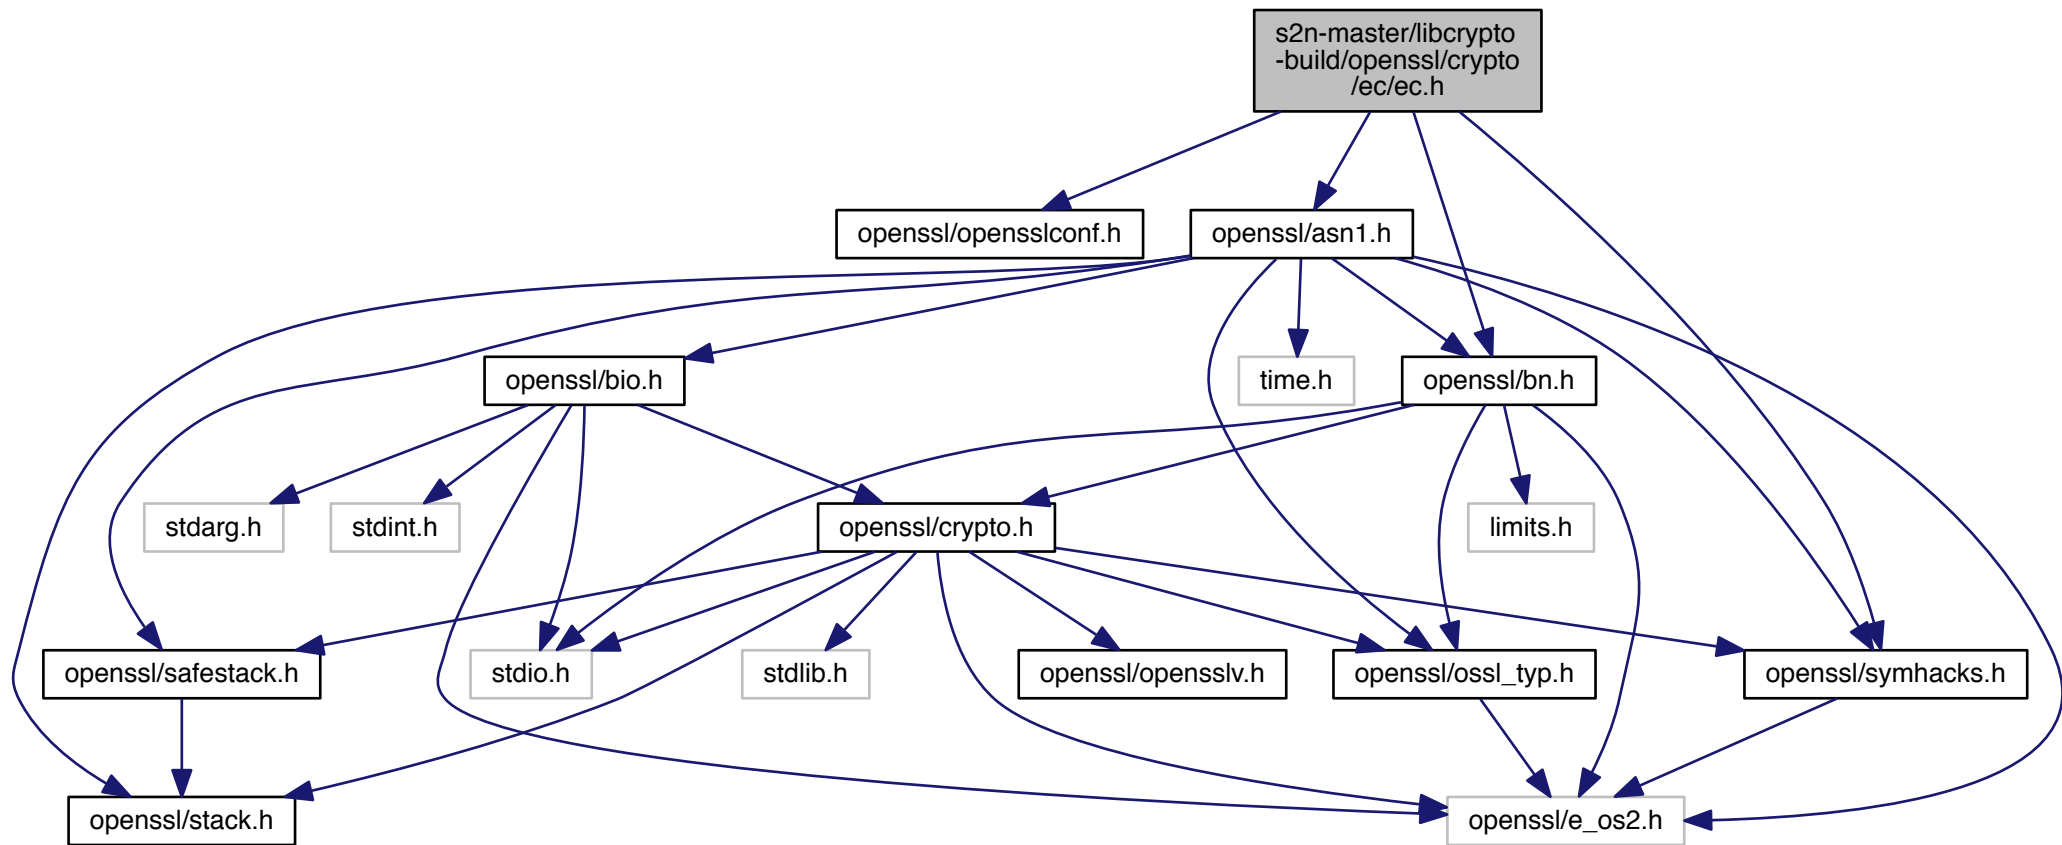 s2n-master/libcrypto
-build/openssl/crypto
/ec/ec.h
openssl/opensslconf.h
openssl/asn1.h
openssl/bio.h
time.h
openssl/bn.h
stdarg.h
stdint.h
openssl/crypto.h
limits.h
openssl/safestack.h
stdio.h
stdlib.h
openssl/opensslv.h
openssl/ossl_typ.h
openssl/symhacks.h
openssl/stack.h
openssl/e_os2.h